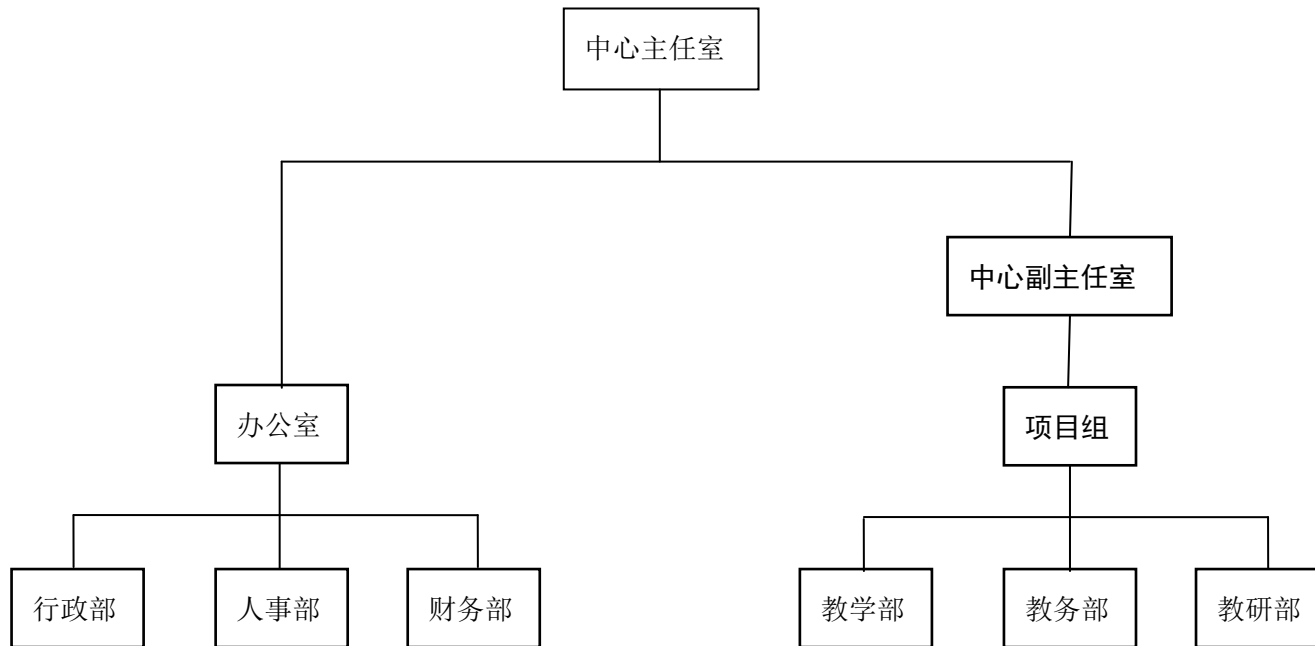 中心主任室
中心副主任室
办公室
项目组
行政部
人事部
财务部
教学部
教务部
教研部